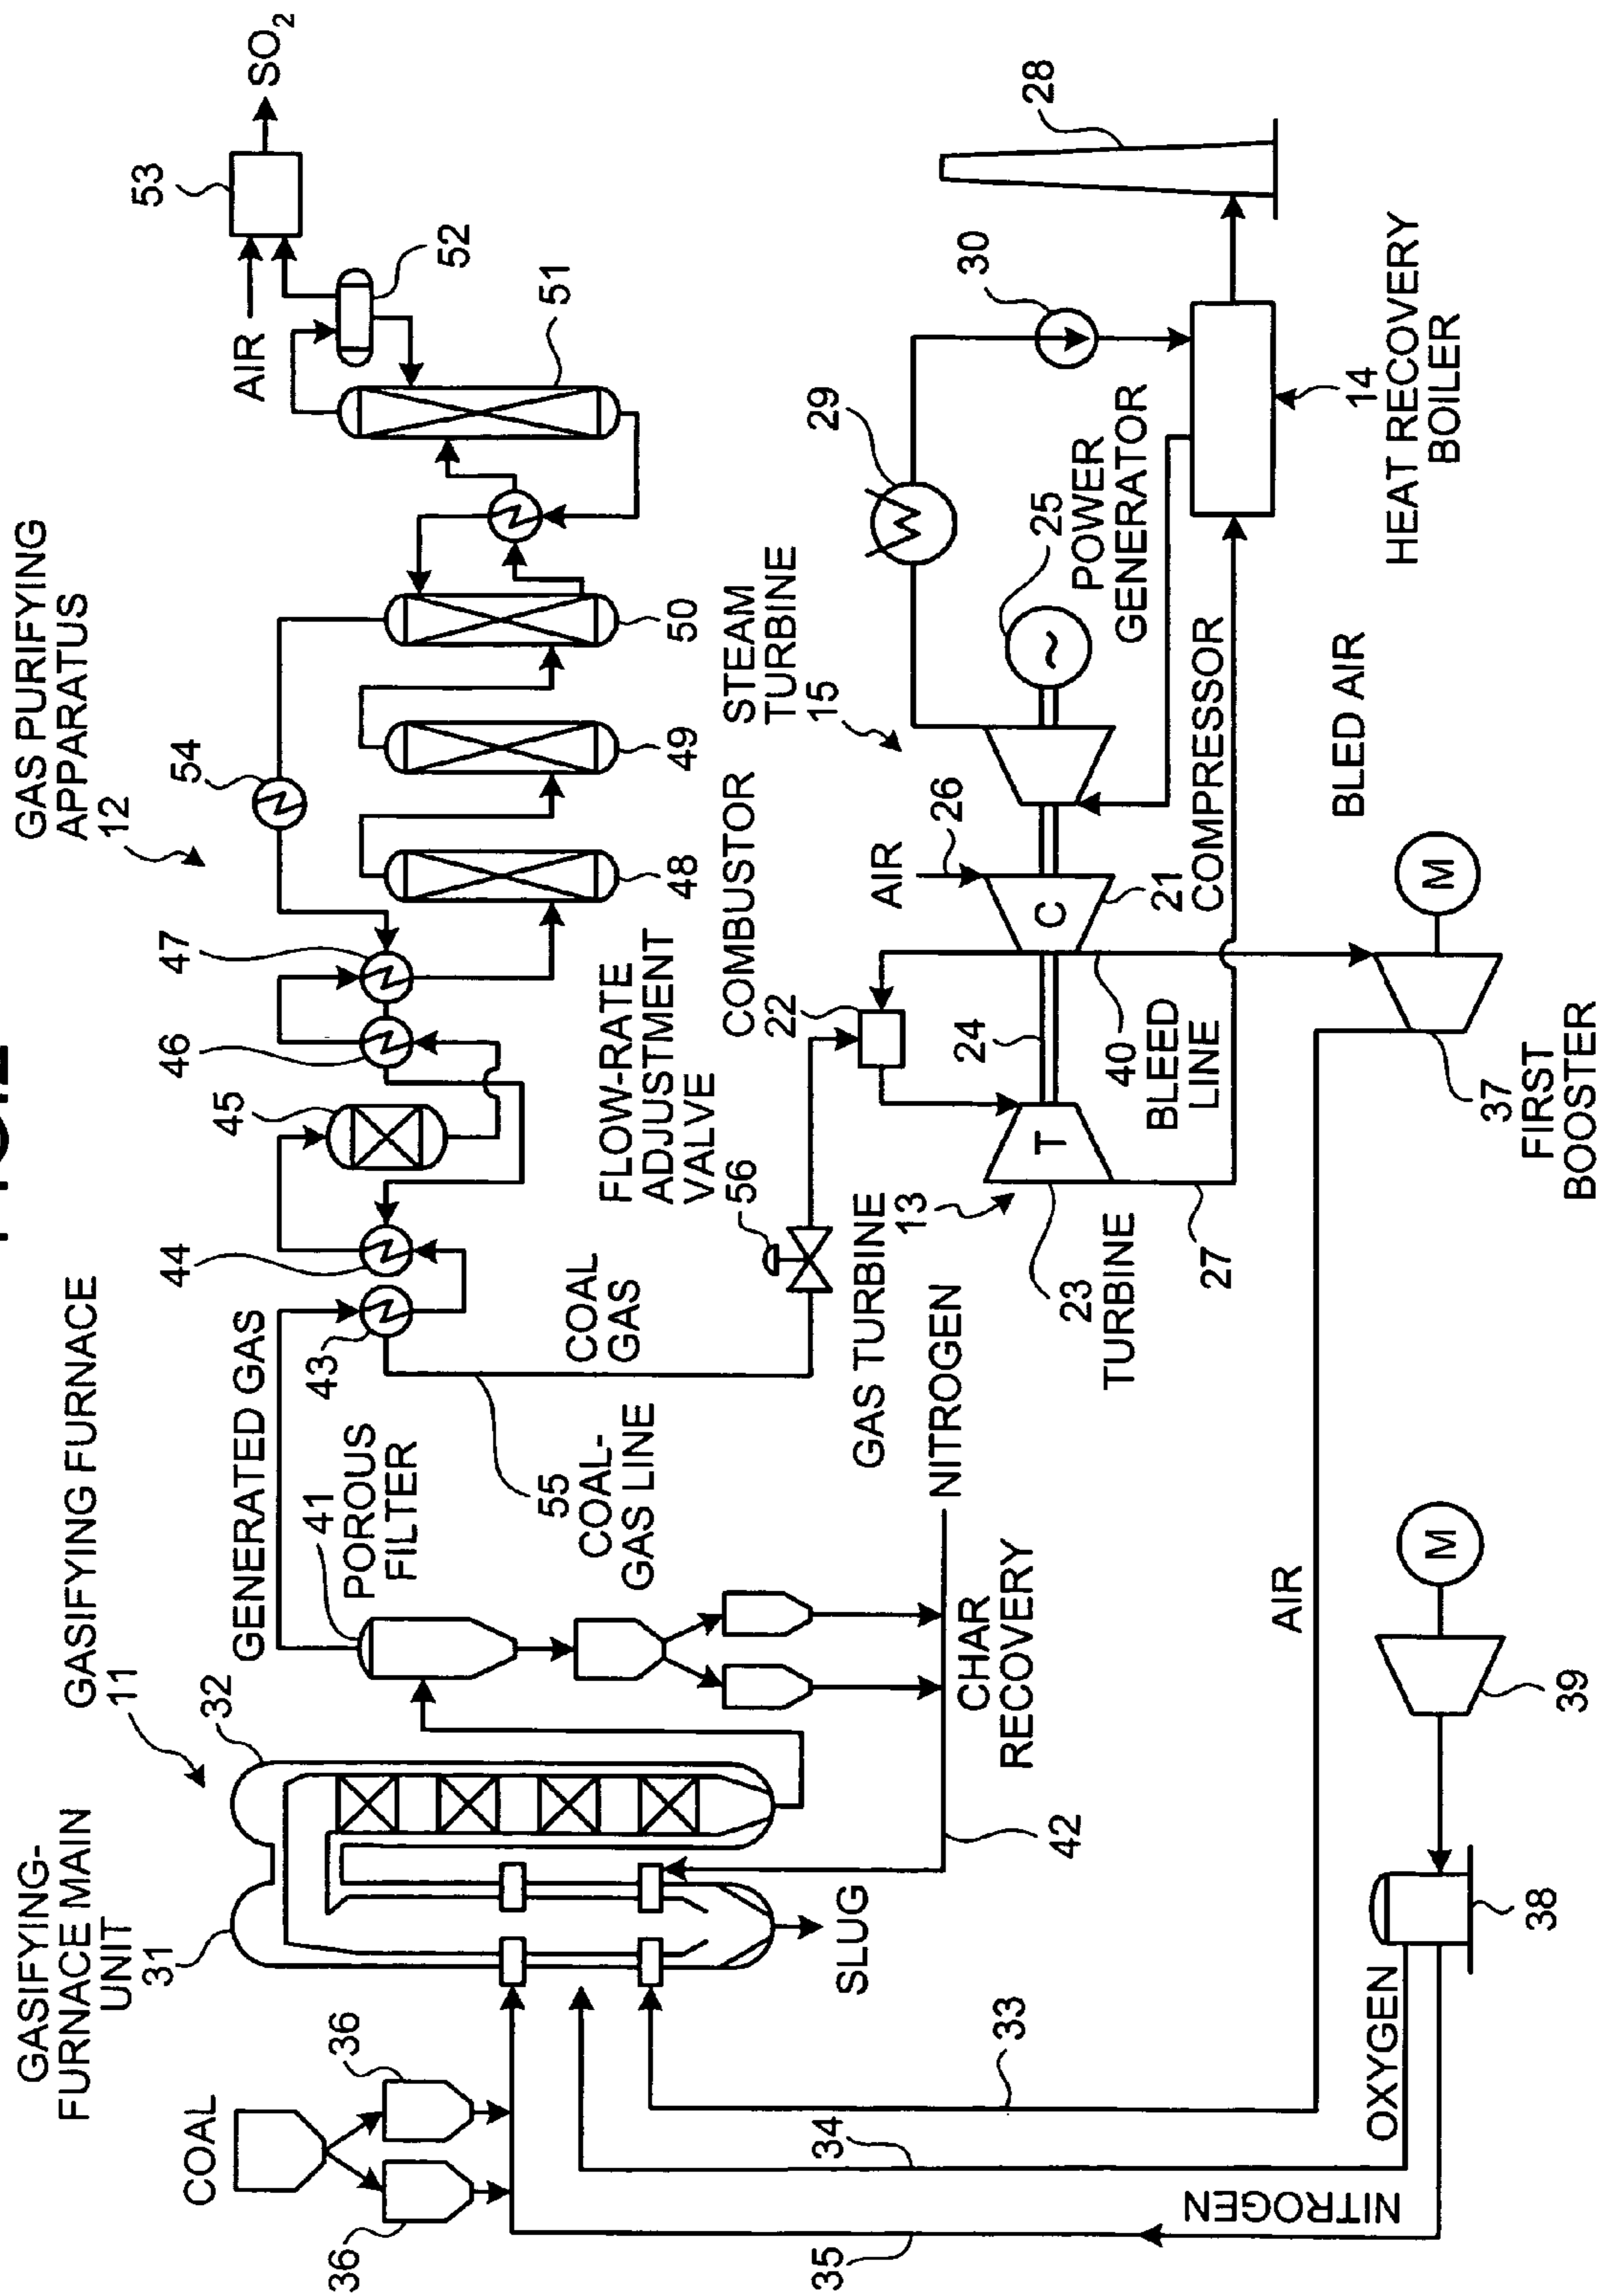 GASIFYING-
FURNACE MAIN
UNIT
31
GASIFYING FURNACE
11
32
GAS PURIFYING
APPARATUS
12
COAL
36
36
GENERATED GAS
41
POROUS
FILTER
43
44
45
46
47
54
48
49
50
51
52
AIR
53
SO2
COAL
GAS
55
COAL-
GAS LINE
FLOW-RATE
ADJUSTMENT
VALVE
56
COMBUSTOR
22
STEAM
TURBINE
15
29
30
28
SLUG
GAS TURBINE
13
NITROGEN
CHAR
RECOVERY
42
AIR
26
24
T
C
25
POWER
GENERATOR
23
TURBINE
27
40
BLEED
LINE
21
COMPRESSOR
14
HEAT RECOVERY
BOILER
BLED AIR
33
34
35
AIR
OXYGEN
NITROGEN
38
39
M
37
FIRST
BOOSTER
M